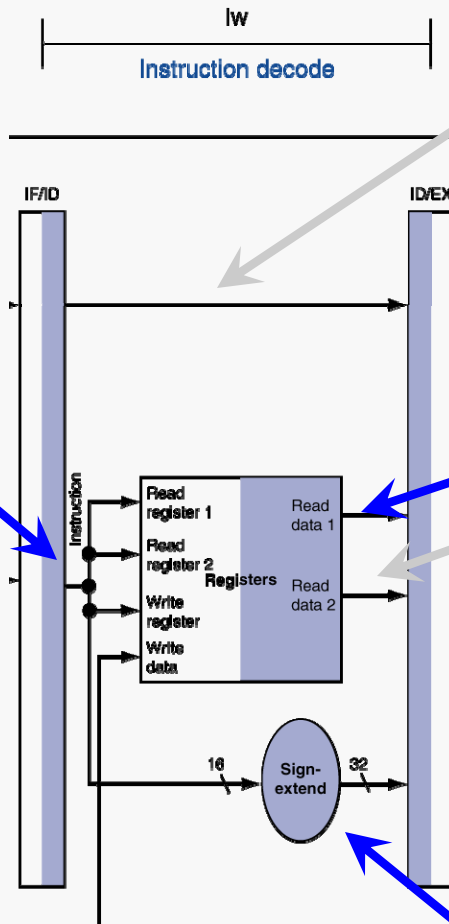 lw
Instruction decode
IF/ID
ID/EX
Instruction
Read
register 1
Read
register 2
Registers
Write
register
Write
data
Read
data 1
Read
data 2
16
Sign-
extend
32